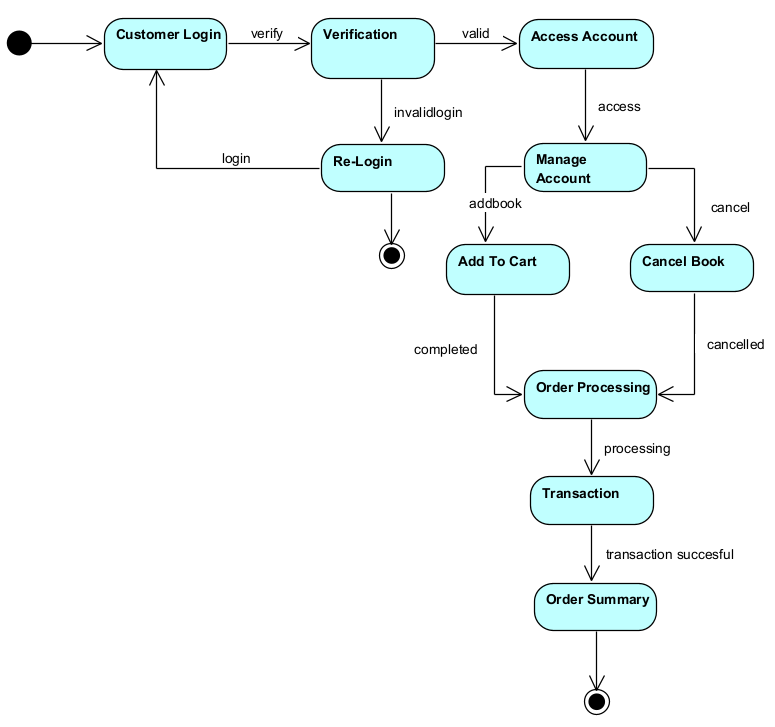 Customer Login
verify
Verification
valid
Access Account
invalidlogin
access
login
Re-Login
Manage
Account
addbook
cancel
Add To Cart
Cancel Book
completed
cancelled
Order Processing
processing
Transaction
transaction succesful
Order Summary